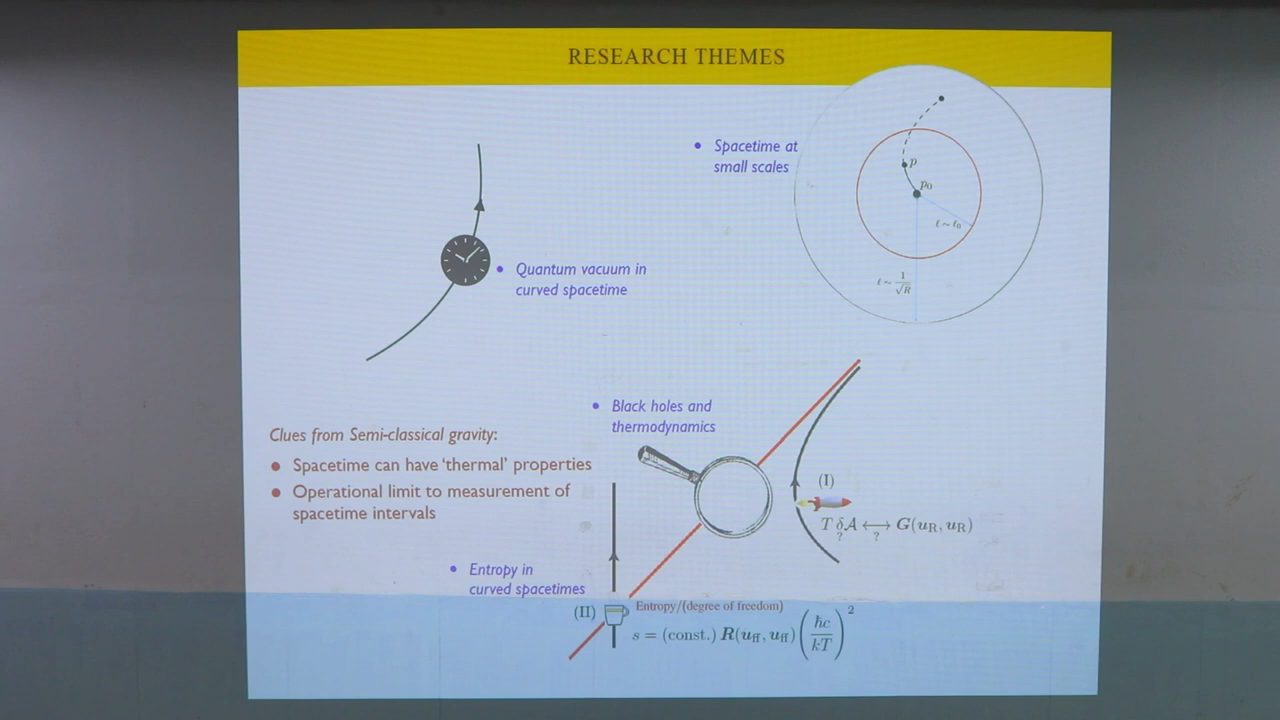 RESEARCH THEMES
• Spacetime at
small scales
p
p₀
ℓ ~ ℓ₀
ℓ ~ 1/√R
• Quantum vacuum in
curved spacetime
• Black holes and
thermodynamics
Clues from Semi-classical gravity:
• Spacetime can have 'thermal' properties
• Operational limit to measurement of
spacetime intervals
(I)
T δA ⟷ G(u_R, u_R)
? ?
• Entropy in
curved spacetimes
(II)
Entropy/(degree of freedom)
s = (const.) R(u_ff, u_ff) (ħc/kT)²